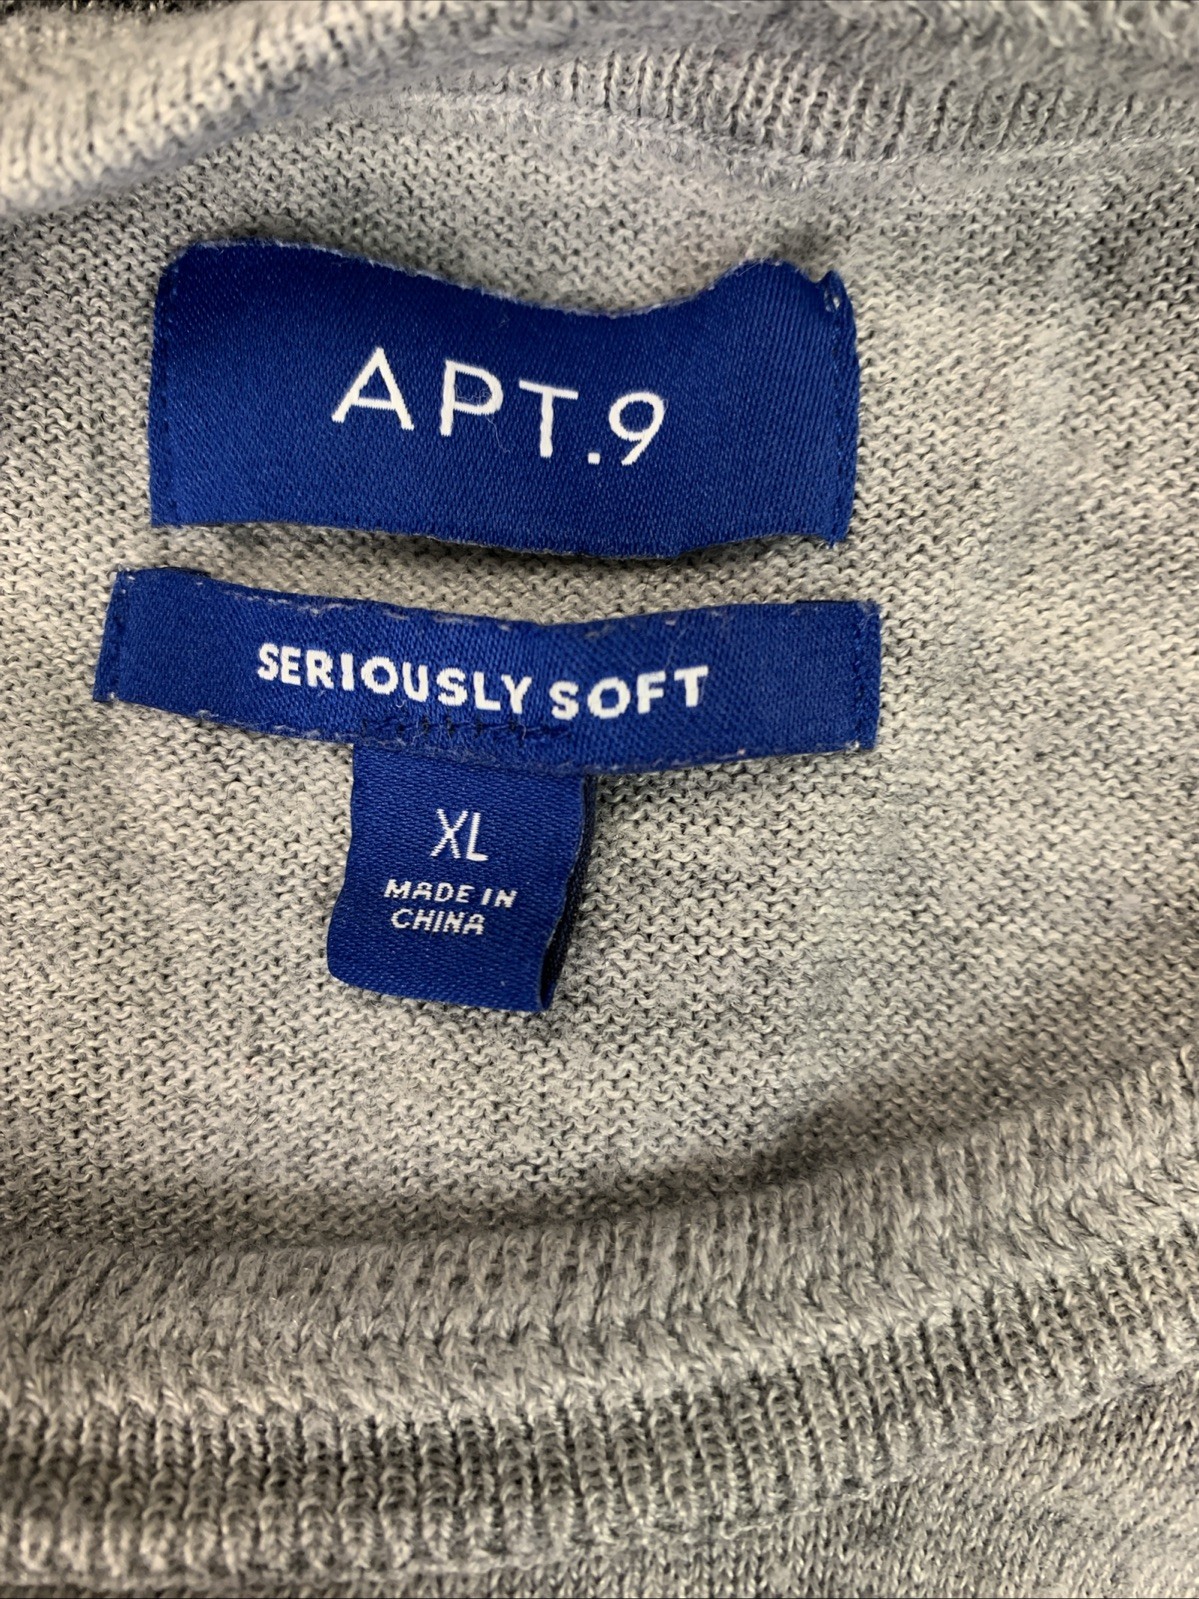 APT.9
SERIOUSLY SOFT
XL
MADE IN
CHINA